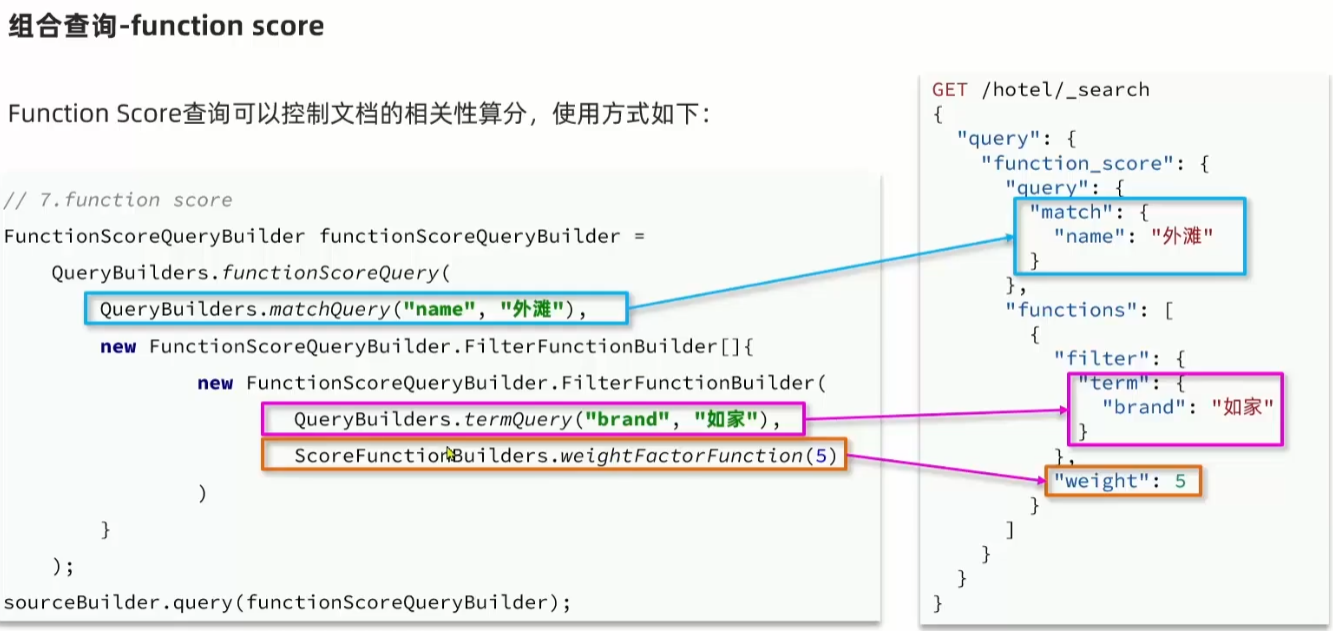 组合查询-function score
Function Score查询可以控制文档的相关性算分，使用方式如下：
// 7.function score
FunctionScoreQueryBuilder functionScoreQueryBuilder =
QueryBuilders.functionScoreQuery(
QueryBuilders.matchQuery("name", "外滩"),
new FunctionScoreQueryBuilder.FilterFunctionBuilder[]{
new FunctionScoreQueryBuilder.FilterFunctionBuilder(
QueryBuilders.termQuery("brand", "如家"),
ScoreFunctionBuilders.weightFactorFunction(5)
)
}
);
sourceBuilder.query(functionScoreQueryBuilder);
GET /hotel/_search
{
"query": {
"function_score": {
"query": {
"match": {
"name": "外滩"
}
},
"functions": [
{
"filter": {
"term": {
"brand": "如家"
}
},
"weight": 5
}
]
}
}
}